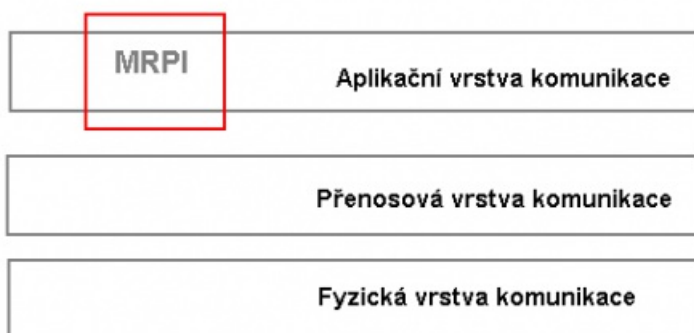 MRPI
Aplikační vrstva komunikace
Přenosová vrstva komunikace
Fyzická vrstva komunikace